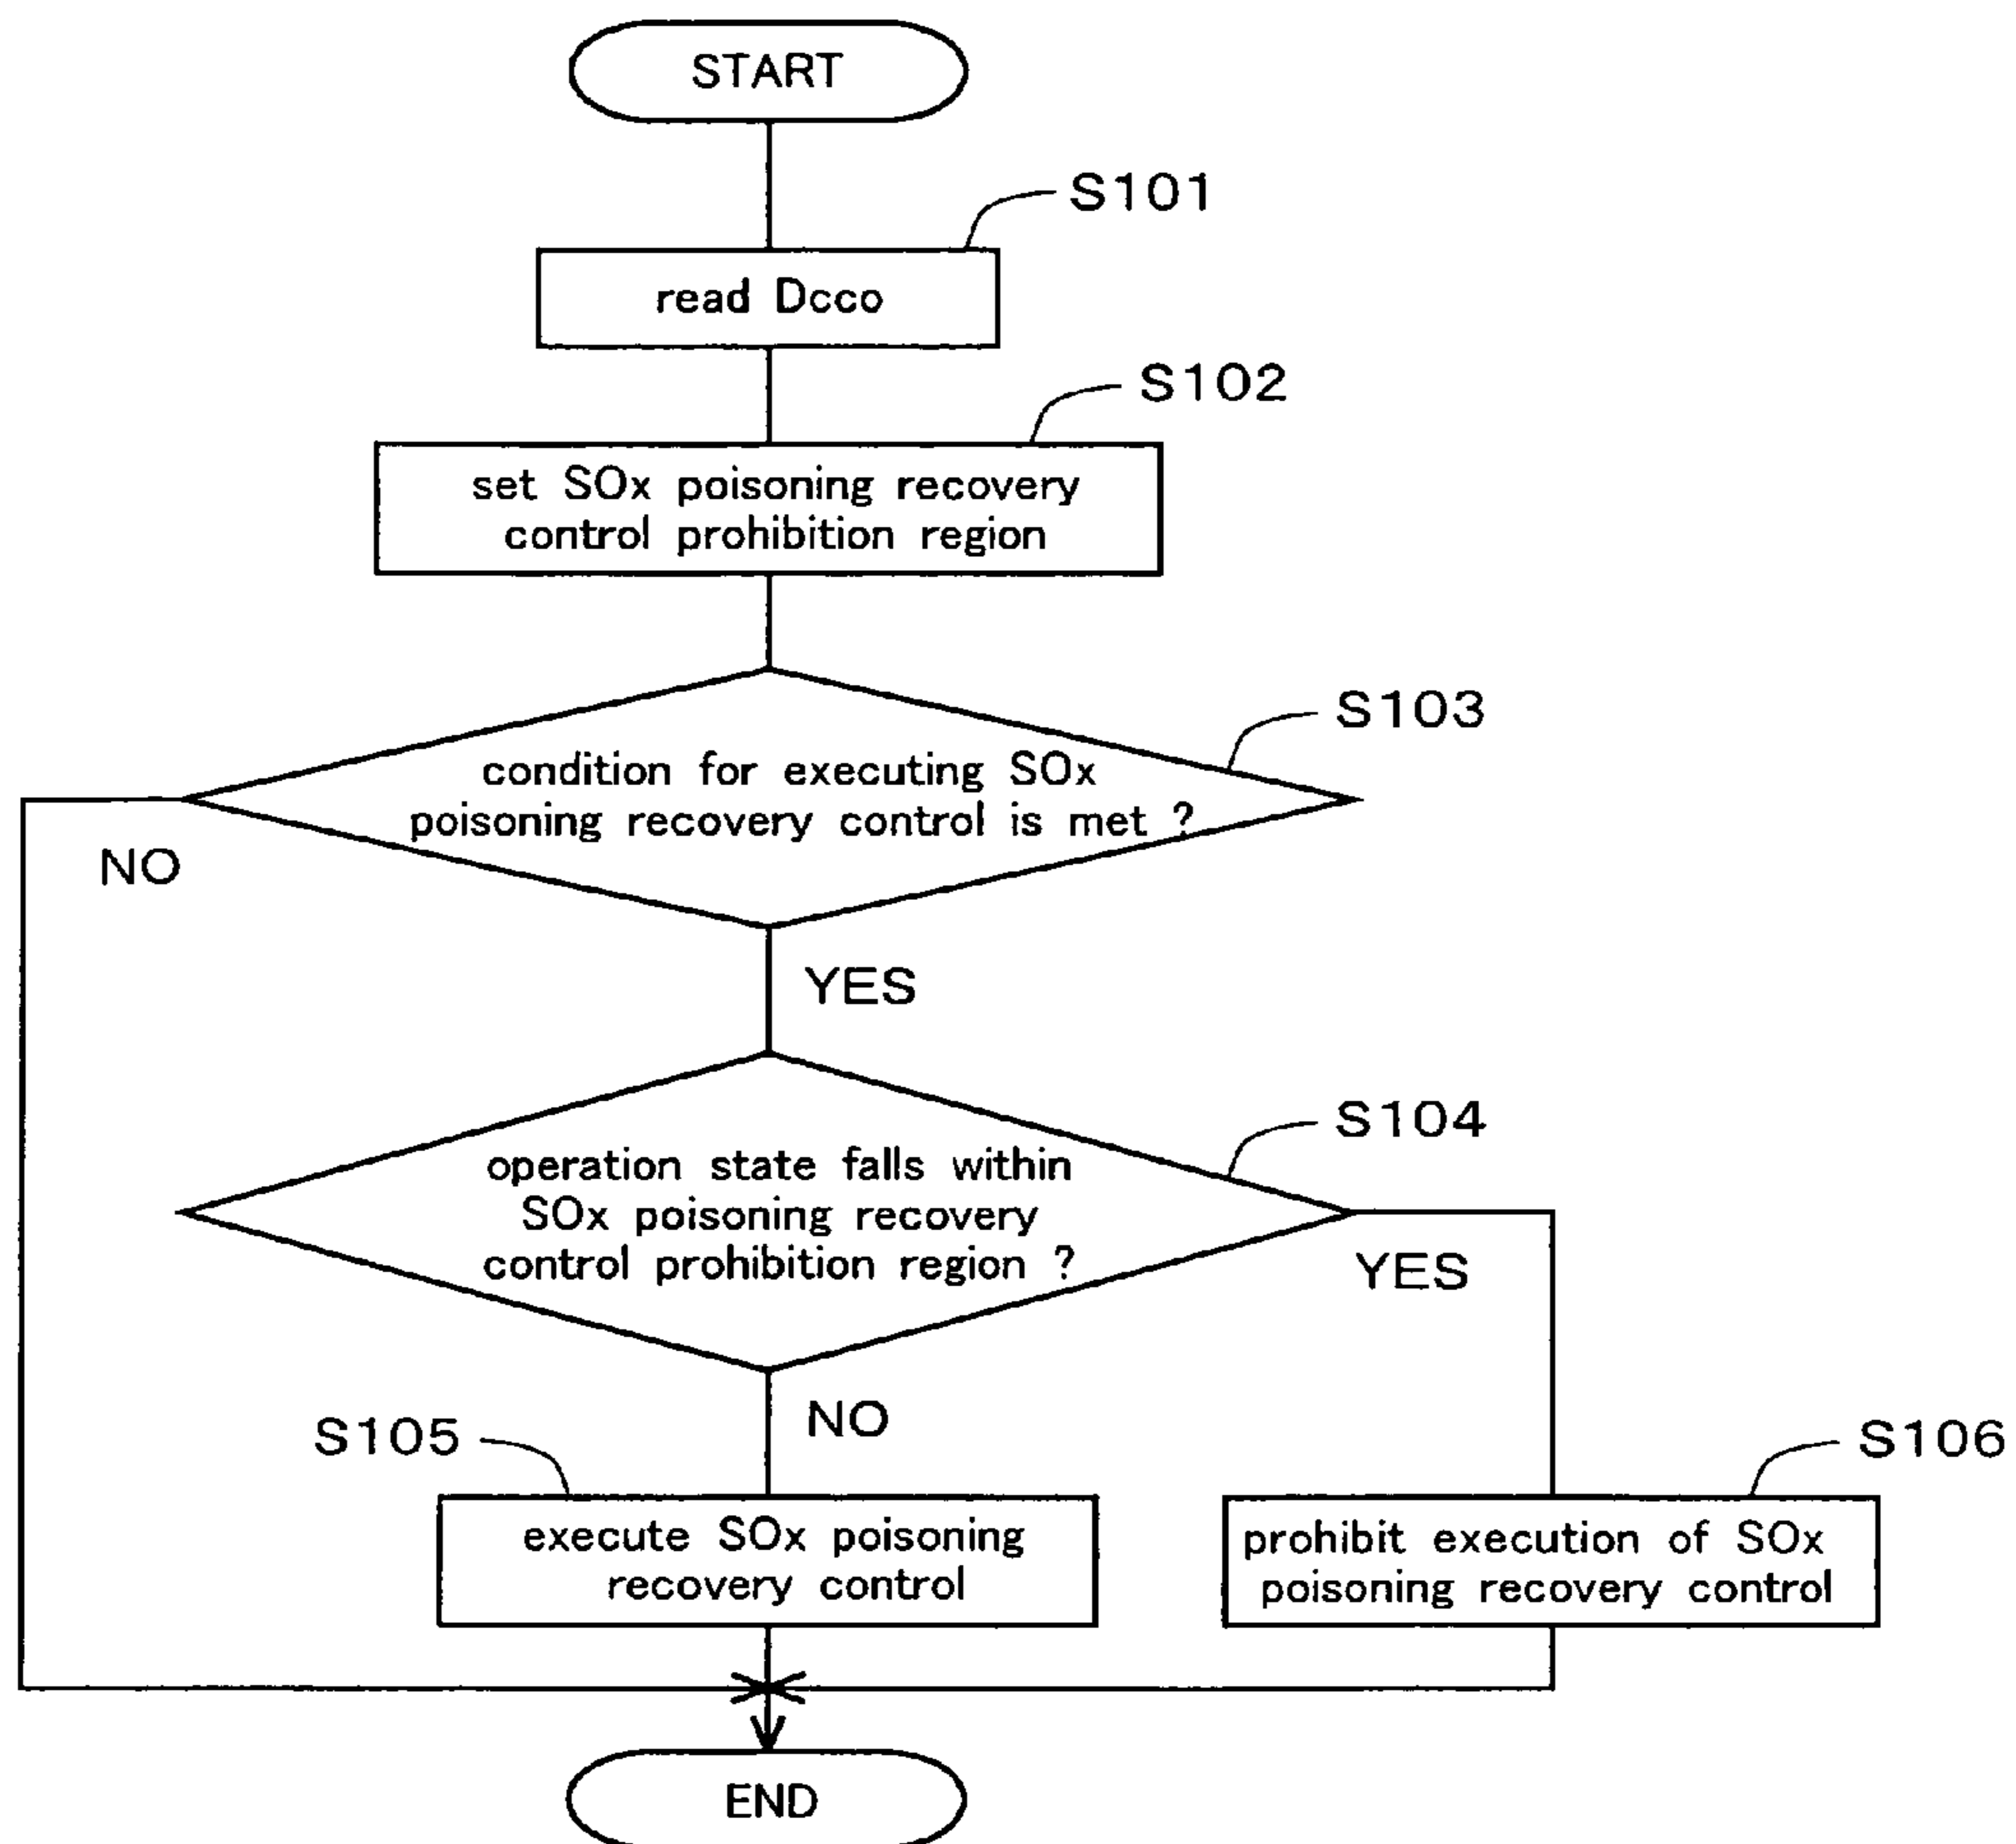 START
S101
read Dcco
S102
set SOx poisoning recovery
control prohibition region
S103
condition for executing SOx
poisoning recovery control is met ?
NO
YES
S104
operation state falls within
SOx poisoning recovery
control prohibition region ?
YES
NO
S105
S106
execute SOx poisoning
recovery control
prohibit execution of SOx
poisoning recovery control
END